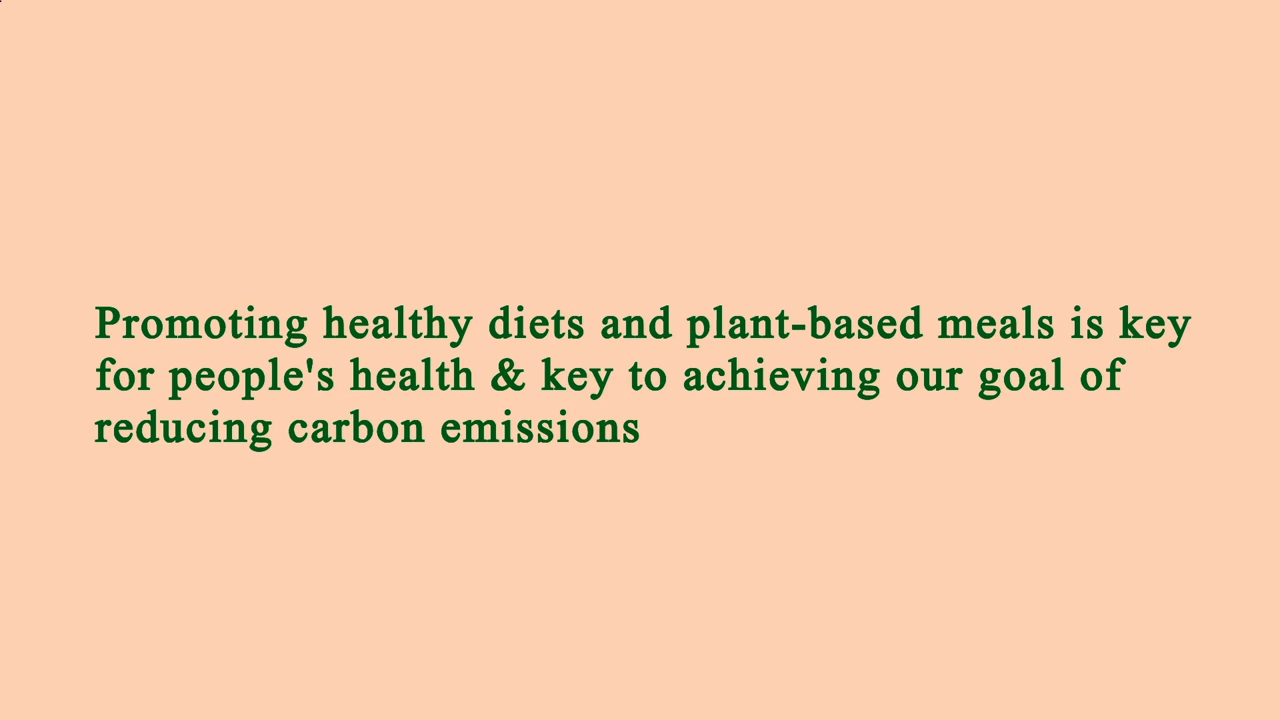 Promoting healthy diets and plant-based meals is key
for people's health & key to achieving our goal of
reducing carbon emissions